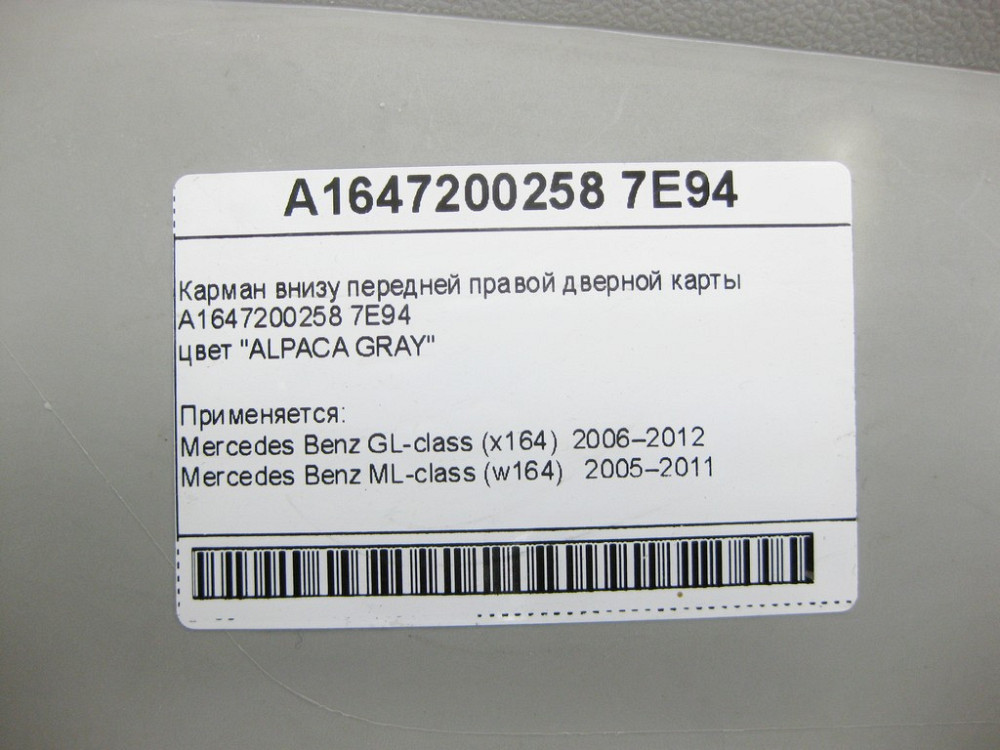 A1647200258 7E94
Карман внизу передней правой дверной карты
A1647200258 7E94
цвет "ALPACA GRAY"
Применяется:
Mercedes Benz GL-class (x164) 2006–2012
Mercedes Benz ML-class (w164) 2005–2011